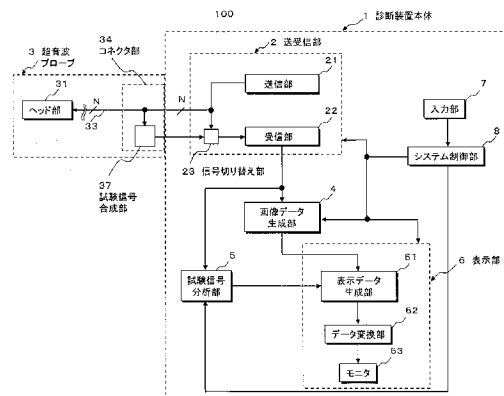 100
1 診断装置本体
34
コネクタ部
3 超音波
プローブ
2 送受信部
21
送信部
31
ヘッド部
N
N
33
22
受信部
7
入力部
8
システム制御部
37
試験信号
合成部
23 信号切り替え部
4
画像データ
生成部
5
試験信号
分析部
61
表示データ
生成部
6 表示部
62
データ変換部
63
モニタ